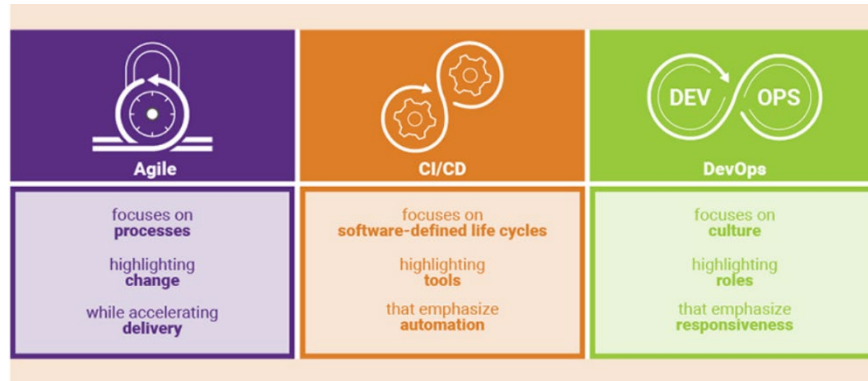 Agile
focuses on
processes
highlighting
change
while accelerating
delivery
CI/CD
focuses on
software-defined life cycles
highlighting
tools
that emphasize
automation
DEV OPS
DevOps
focuses on
culture
highlighting
roles
that emphasize
responsiveness